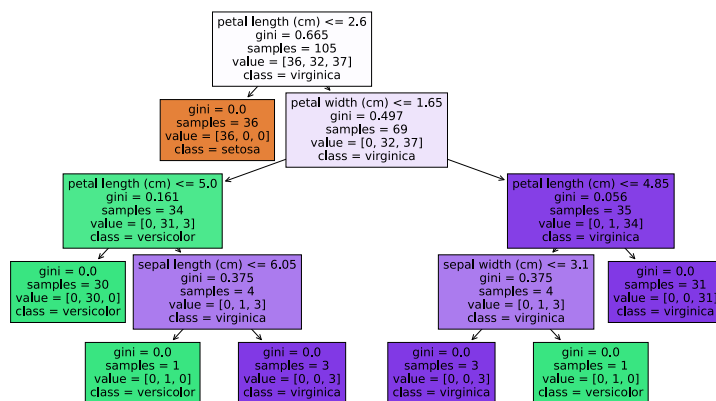 petal length (cm) <= 2.6
gini = 0.665
samples = 105
value = [36, 32, 37]
class = virginica
gini = 0.0
samples = 36
value = [36, 0, 0]
class = setosa
petal width (cm) <= 1.65
gini = 0.497
samples = 69
value = [0, 32, 37]
class = virginica
petal length (cm) <= 5.0
gini = 0.161
samples = 34
value = [0, 31, 3]
class = versicolor
petal length (cm) <= 4.85
gini = 0.056
samples = 35
value = [0, 1, 34]
class = virginica
gini = 0.0
samples = 30
value = [0, 30, 0]
class = versicolor
sepal length (cm) <= 6.05
gini = 0.375
samples = 4
value = [0, 1, 3]
class = virginica
sepal width (cm) <= 3.1
gini = 0.375
samples = 4
value = [0, 1, 3]
class = virginica
gini = 0.0
samples = 31
value = [0, 0, 31]
class = virginica
gini = 0.0
samples = 1
value = [0, 1, 0]
class = versicolor
gini = 0.0
samples = 3
value = [0, 0, 3]
class = virginica
gini = 0.0
samples = 3
value = [0, 0, 3]
class = virginica
gini = 0.0
samples = 1
value = [0, 1, 0]
class = versicolor